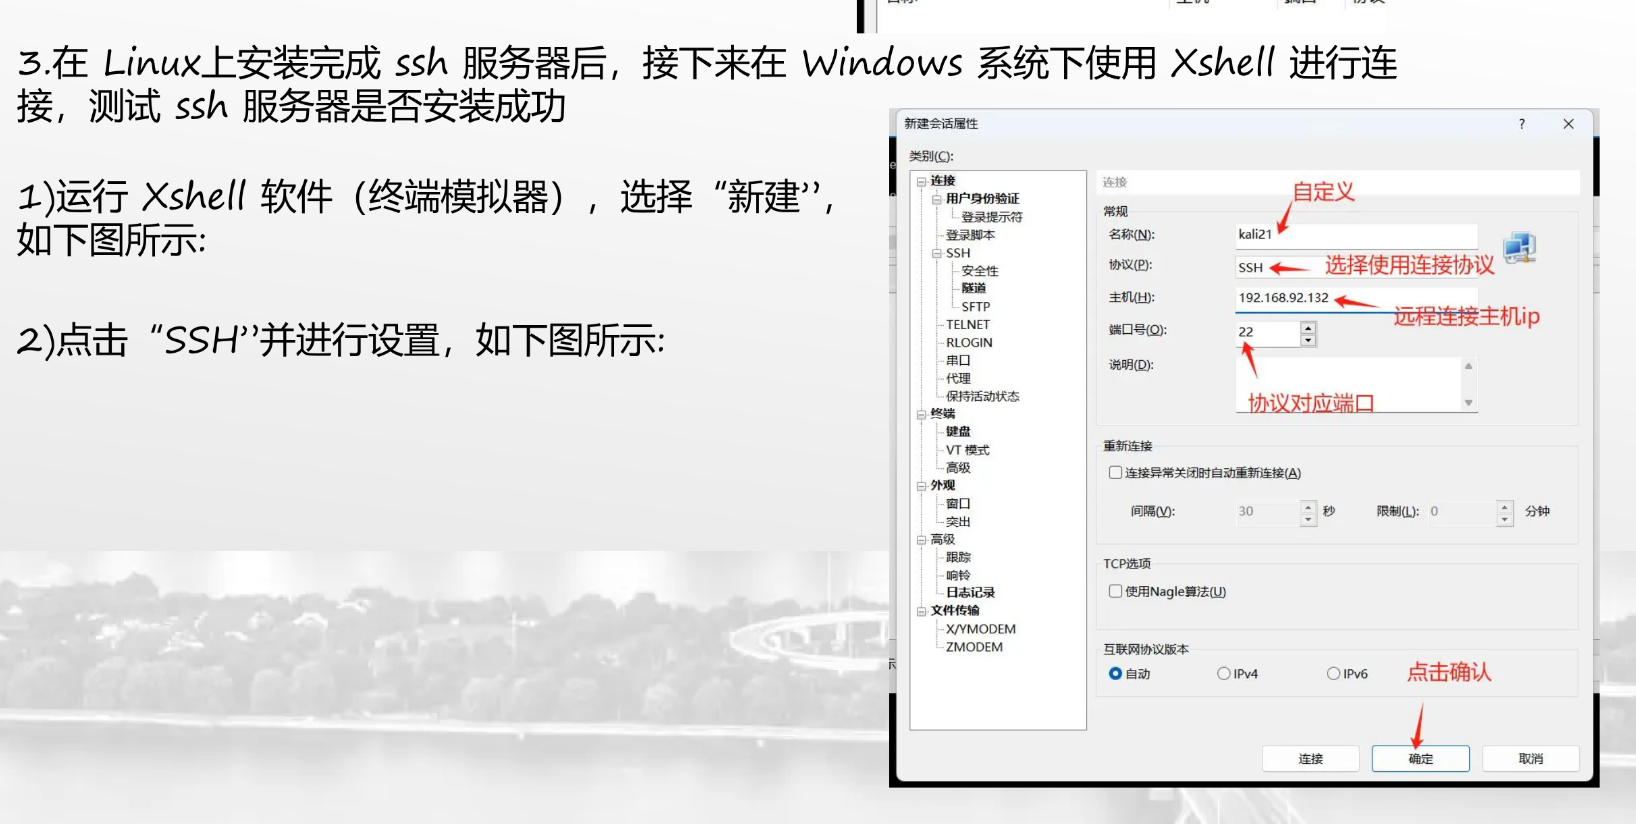 3.在 Linux上安装完成 ssh 服务器后，接下来在 Windows 系统下使用 Xshell 进行连
接，测试 ssh 服务器是否安装成功
1)运行 Xshell 软件（终端模拟器），选择“新建”，
如下图所示:
2)点击“SSH”并进行设置，如下图所示:
新建会话属性
?
类别(C):
连接
用户身份验证
登录提示符
登录脚本
SSH
安全性
隧道
SFTP
TELNET
RLOGIN
串口
代理
保持活动状态
终端
键盘
VT 模式
高级
外观
窗口
突出
高级
跟踪
响铃
日志记录
文件传输
X/YMODEM
ZMODEM
连接
自定义
常规
名称(N): kali21
协议(P): SSH 选择使用连接协议
主机(H): 192.168.92.132
远程连接主机ip
端口号(O): 22
说明(D):
协议对应端口
重新连接
连接异常关闭时自动重新连接(A)
间隔(V): 30 秒 限制(L): 0 分钟
TCP选项
使用Nagle算法(U)
互联网协议版本
自动 IPv4 IPv6 点击确认
连接 确定 取消